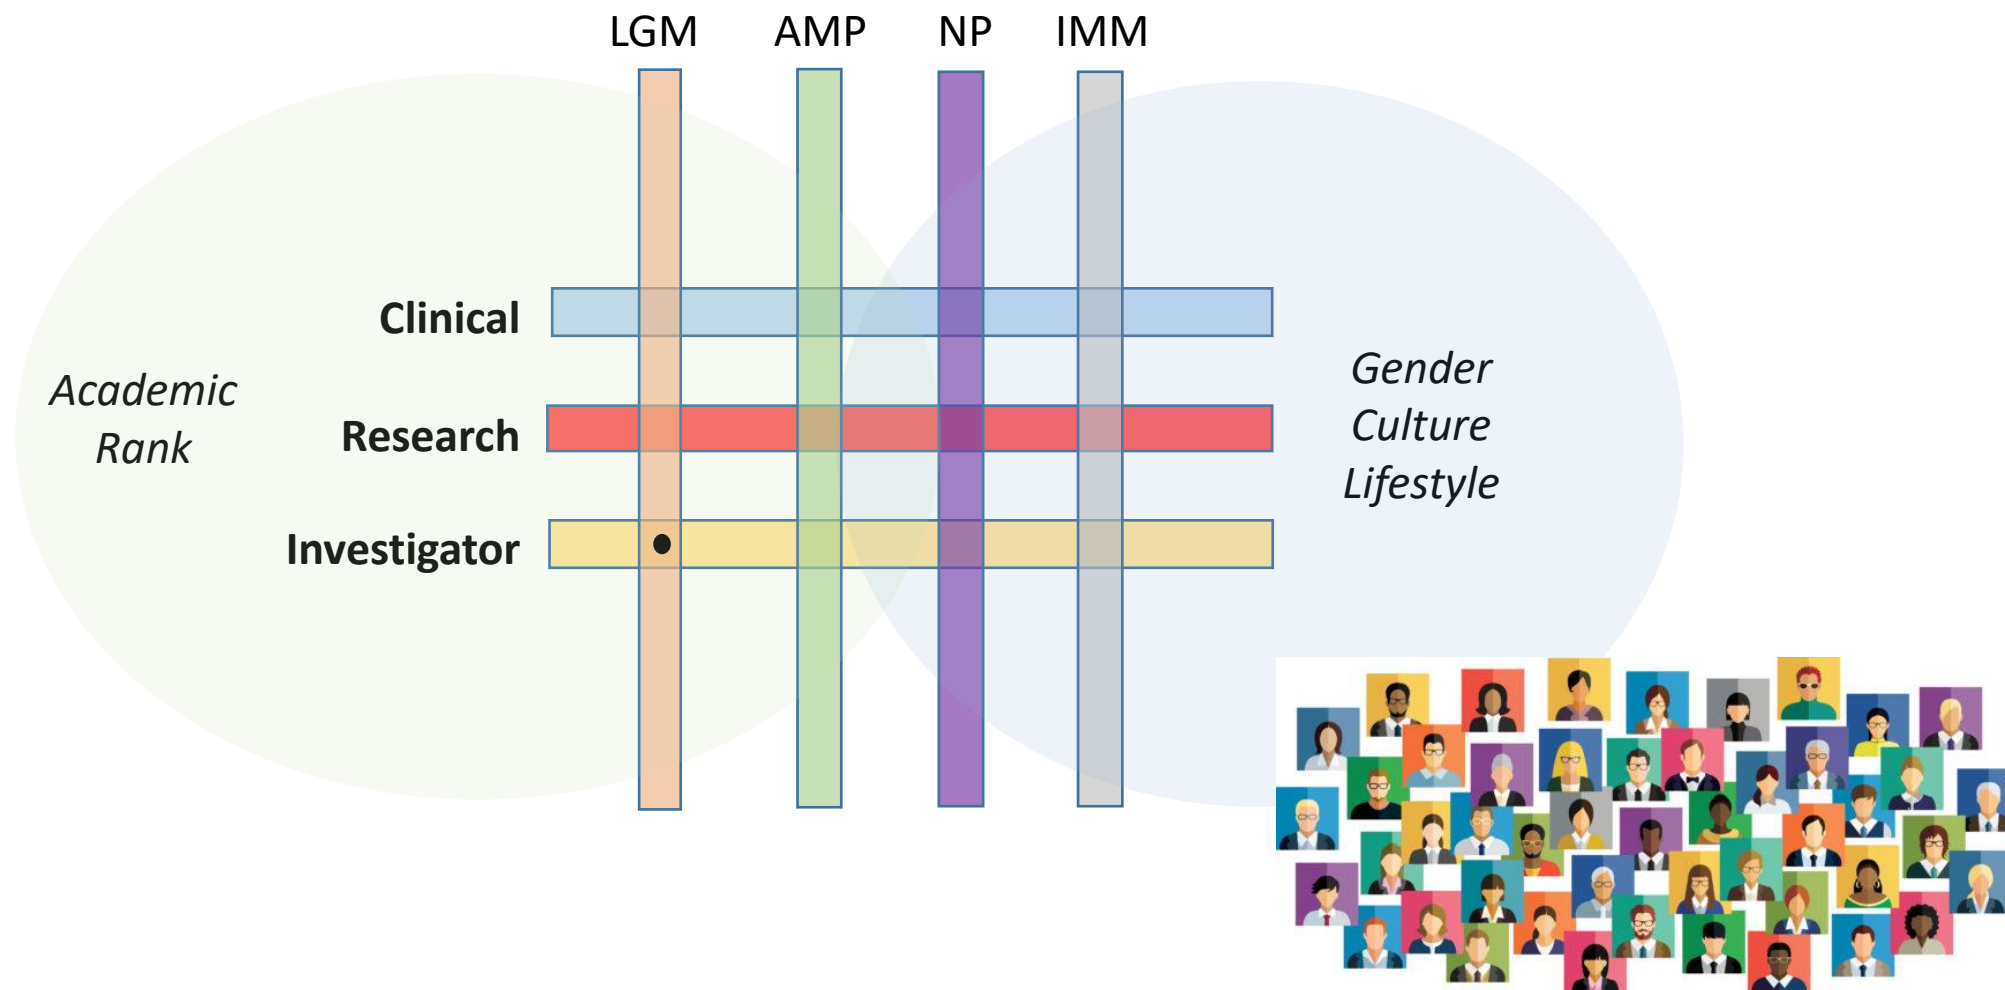 LGM AMP NP IMM
Clinical
Research
Investigator
Academic
Rank
Gender
Culture
Lifestyle